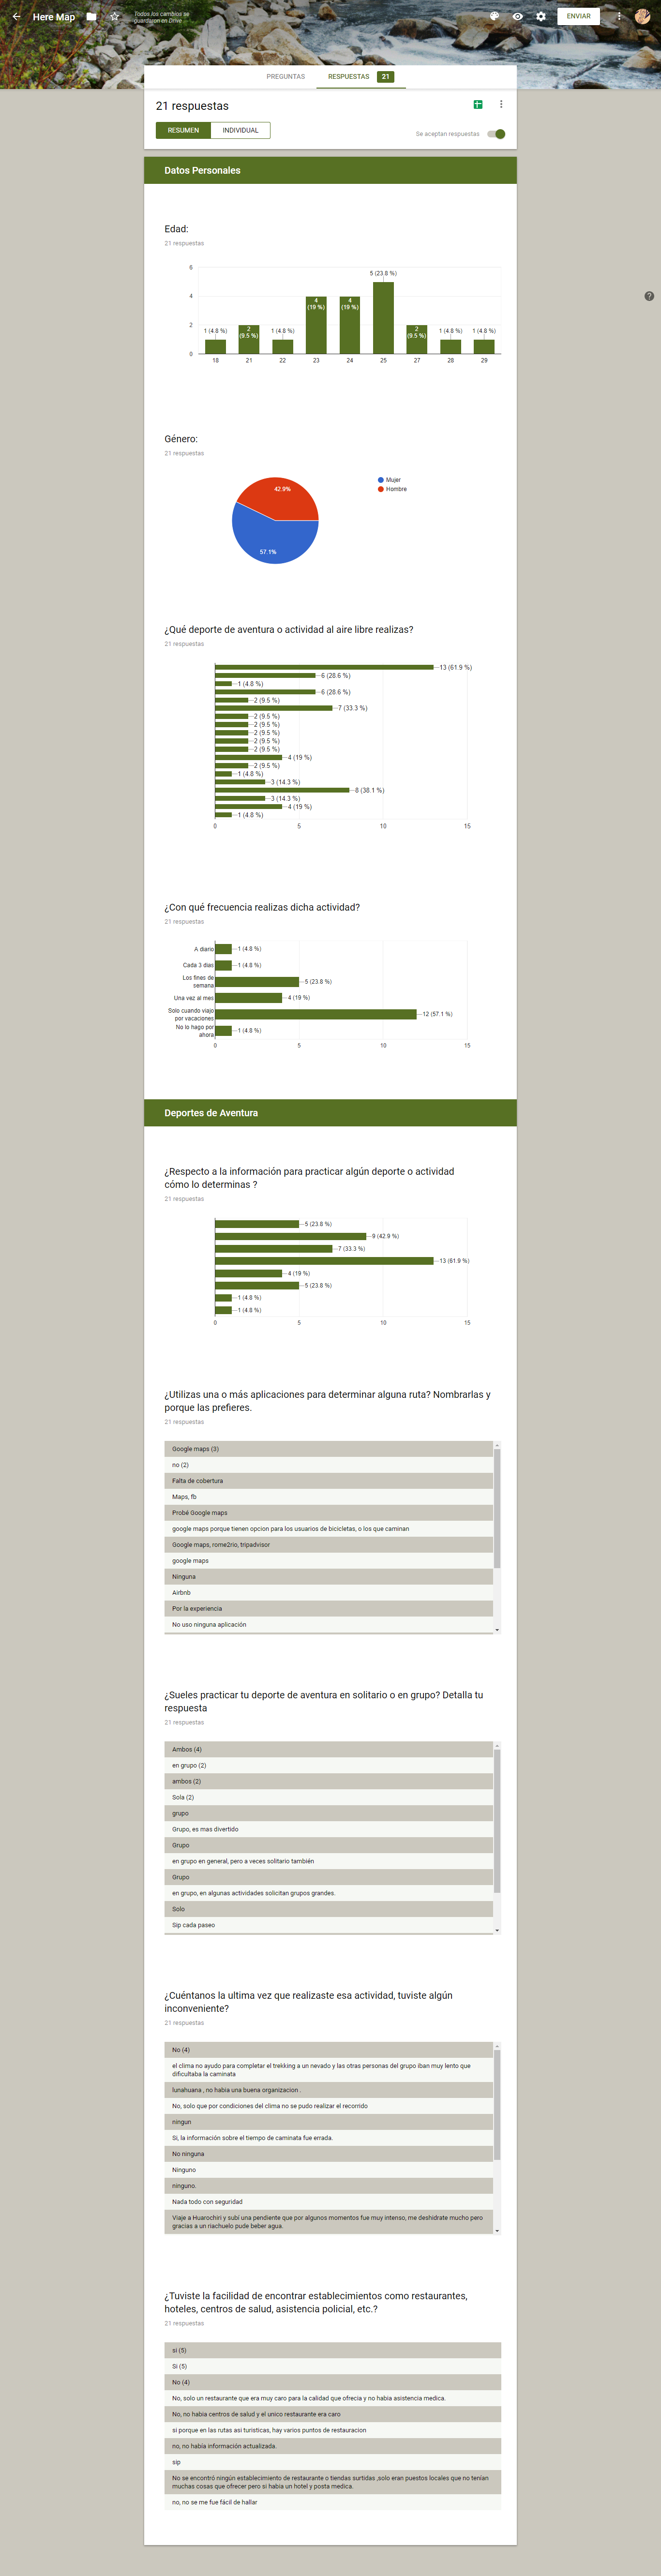 Here Map
Todos los cambios se
guardaron en Drive
ENVIAR
PREGUNTAS
RESPUESTAS
21
21 respuestas
RESUMEN
INDIVIDUAL
Se aceptan respuestas
Datos Personales
Edad:
21 respuestas
6
4
2
0
1 (4.8 %)
2
(9.5 %)
1 (4.8 %)
4
(19 %)
4
(19 %)
5 (23.8 %)
2
(9.5 %)
1 (4.8 %)
1 (4.8 %)
18
21
22
23
24
25
27
28
29
Género:
21 respuestas
42.9%
57.1%
Mujer
Hombre
¿Qué deporte de aventura o actividad al aire libre realizas?
21 respuestas
13 (61.9 %)
6 (28.6 %)
1 (4.8 %)
6 (28.6 %)
2 (9.5 %)
7 (33.3 %)
2 (9.5 %)
2 (9.5 %)
2 (9.5 %)
2 (9.5 %)
2 (9.5 %)
4 (19 %)
2 (9.5 %)
1 (4.8 %)
3 (14.3 %)
8 (38.1 %)
3 (14.3 %)
4 (19 %)
1 (4.8 %)
0
5
10
15
¿Con qué frecuencia realizas dicha actividad?
21 respuestas
A diario
1 (4.8 %)
Cada 3 dias
1 (4.8 %)
Los fines de
semana
5 (23.8 %)
Una vez al mes
4 (19 %)
Solo cuando viajo
por vacaciones
12 (57.1 %)
No lo hago por
ahora
1 (4.8 %)
0
5
10
15
Deportes de Aventura
¿Respecto a la información para practicar algún deporte o actividad
cómo lo determinas ?
21 respuestas
5 (23.8 %)
9 (42.9 %)
7 (33.3 %)
13 (61.9 %)
4 (19 %)
5 (23.8 %)
1 (4.8 %)
1 (4.8 %)
0
5
10
15
¿Utilizas una o más aplicaciones para determinar alguna ruta? Nombrarlas y
porque las prefieres.
21 respuestas
Google maps (3)
no (2)
Falta de cobertura
Maps, fb
Probé Google maps
google maps porque tienen opcion para los usuarios de bicicletas, o los que caminan
Google maps, rome2rio, tripadvisor
google maps
Ninguna
Airbnb
Por la experiencia
No uso ninguna aplicación
¿Sueles practicar tu deporte de aventura en solitario o en grupo? Detalla tu
respuesta
21 respuestas
Ambos (4)
en grupo (2)
ambos (2)
Sola (2)
grupo
Grupo, es mas divertido
Grupo
en grupo en general, pero a veces solitario también
Grupo
en grupo, en algunas actividades solicitan grupos grandes.
Solo
Sip cada paseo
¿Cuéntanos la ultima vez que realizaste esa actividad, tuviste algún
inconveniente?
21 respuestas
No (4)
el clima no ayudo para completar el trekking a un nevado y las otras personas del grupo iban muy lento que
dificultaba la caminata
lunahuana , no habia una buena organizacion .
No, solo que por condiciones del clima no se pudo realizar el recorrido
ningun
Si, la información sobre el tiempo de caminata fue errada.
No ninguna
Ninguno
ninguno.
Nada todo con seguridad
Viaje a Huarochiri y subí una pendiente que por algunos momentos fue muy intenso, me deshidrate mucho pero
gracias a un riachuelo pude beber agua.
¿Tuviste la facilidad de encontrar establecimientos como restaurantes,
hoteles, centros de salud, asistencia policial, etc.?
21 respuestas
si (5)
Si (5)
No (4)
No, solo un restaurante que era muy caro para la calidad que ofrecia y no habia asistencia medica.
No, no habia centros de salud y el unico restaurante era caro
si porque en las rutas asi turisticas, hay varios puntos de restauracion
no, no había información actualizada.
sip
No se encontró ningún establecimiento de restaurante o tiendas surtidas ,solo eran puestos locales que no tenían
muchas cosas que ofrecer pero si había un hotel y posta medica.
no, no se me fue fácil de hallar